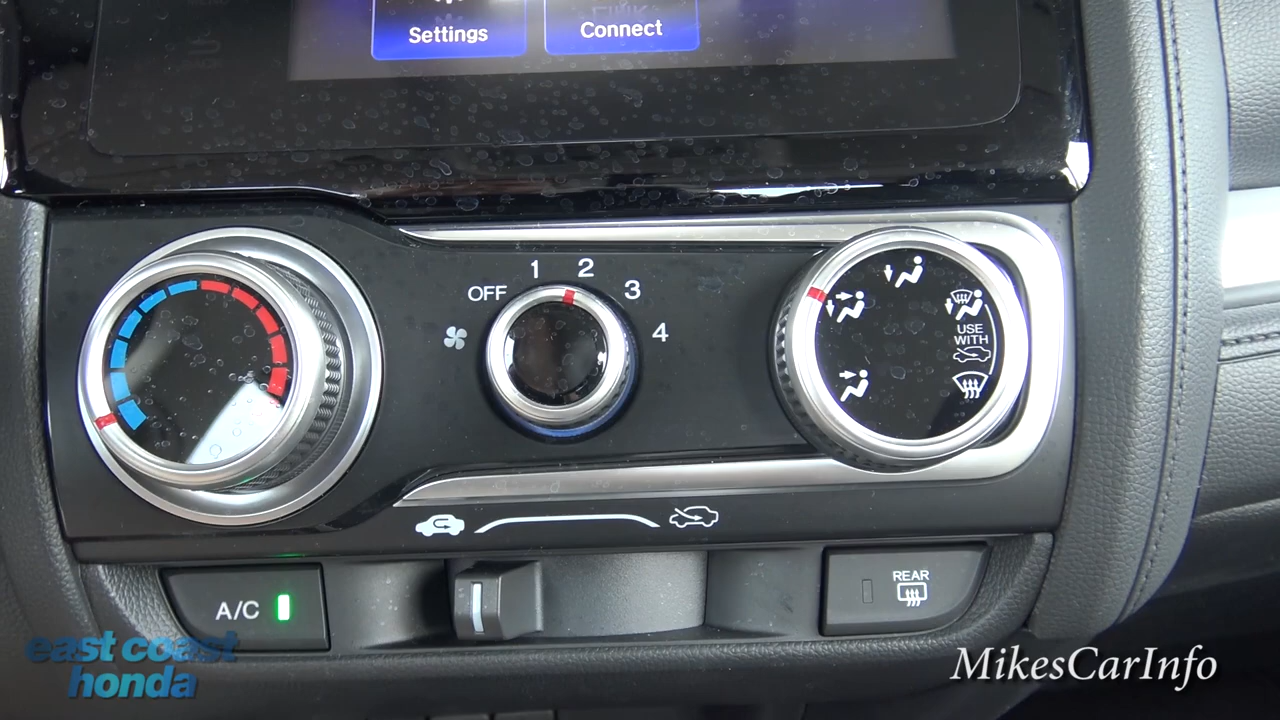 Settings
Connect
OFF
1
2
3
4
USE
WITH
A/C
REAR
east coast
honda
MikesCarInfo